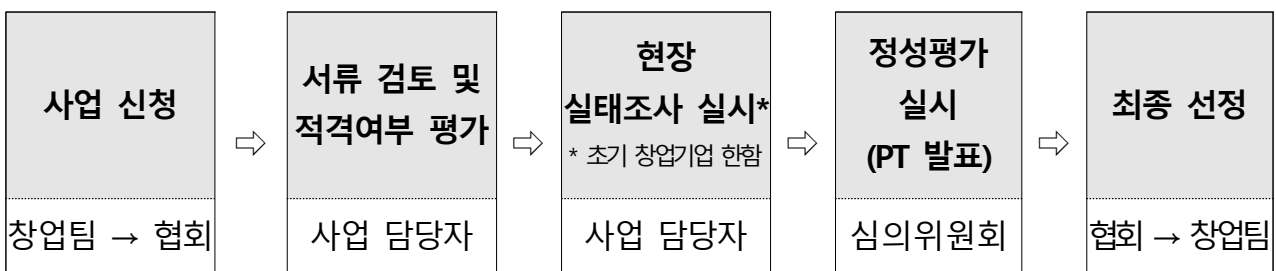 사업 신청
창업팀 → 협회
⇨
서류 검토 및
적격여부 평가
사업 담당자
⇨
현장
실태조사 실시*
* 초기 창업기업 한함
사업 담당자
⇨
정성평가
실시
(PT 발표)
심의위원회
⇨
최종 선정
협회 → 창업팀